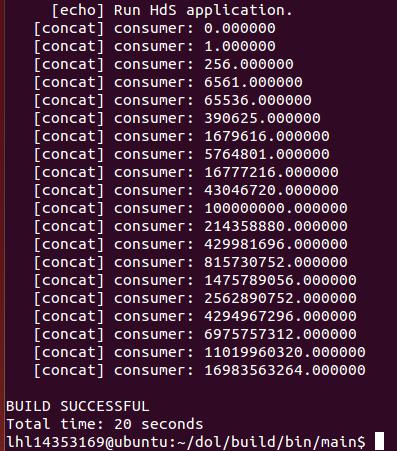 [echo] Run HdS application.
[concat] consumer: 0.000000
[concat] consumer: 1.000000
[concat] consumer: 256.000000
[concat] consumer: 6561.000000
[concat] consumer: 65536.000000
[concat] consumer: 390625.000000
[concat] consumer: 1679616.000000
[concat] consumer: 5764801.000000
[concat] consumer: 16777216.000000
[concat] consumer: 43046720.000000
[concat] consumer: 100000000.000000
[concat] consumer: 214358880.000000
[concat] consumer: 429981696.000000
[concat] consumer: 815730752.000000
[concat] consumer: 1475789056.000000
[concat] consumer: 2562890752.000000
[concat] consumer: 4294967296.000000
[concat] consumer: 6975757312.000000
[concat] consumer: 11019960320.000000
[concat] consumer: 16983563264.000000
BUILD SUCCESSFUL
Total time: 20 seconds
lhl14353169@ubuntu:~/dol/build/bin/main$